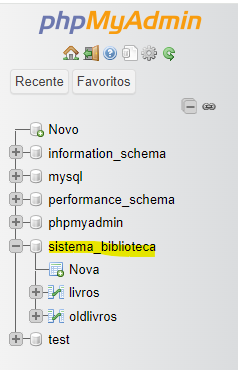 phpMyAdmin
Recente Favoritos
Novo
information_schema
mysql
performance_schema
phpmyadmin
sistema_biblioteca
Nova
livros
oldlivros
test